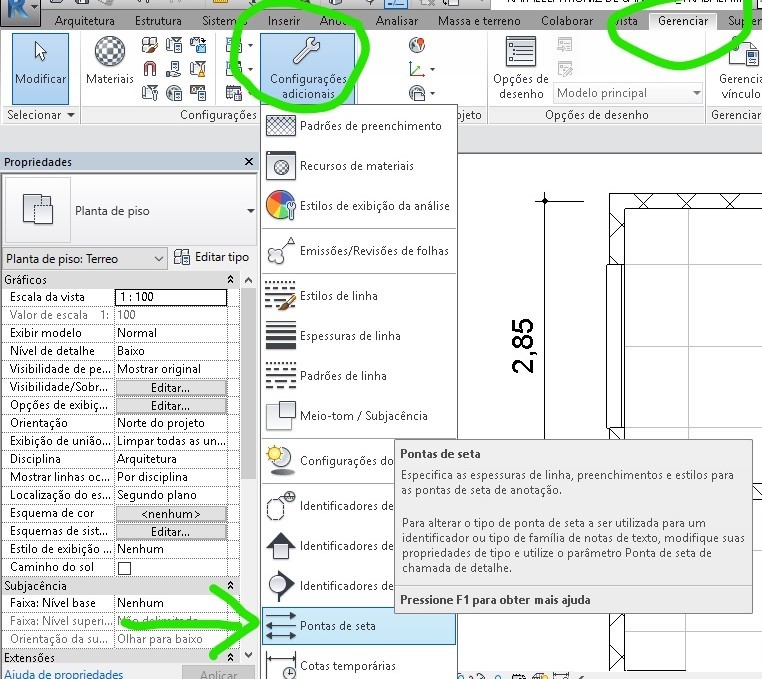 Arquitetura Estrutura Inserir Analisar Massa e terreno Colaborar Vista Gerenciar
Modificar
Materiais
Configurações
adicionais
Opções de
desenho
Modelo principal
Gerenciar
vínculo
Selecionar
Configurações
Opções de desenho
Gerenciar
Propriedades
Planta de piso
Planta de piso: Terreo
Editar tipo
Gráficos
Escala da vista 1 : 100
Valor de escala 1: 100
Exibir modelo Normal
Nível de detalhe Baixo
Visibilidade de pe... Mostrar original
Visibilidade/Sobr... Editar...
Opções de exibiç... Editar...
Orientação Norte do projeto
Exibição de união... Limpar todas as un...
Disciplina Arquitetura
Mostrar linhas oc... Por disciplina
Localização do es... Segundo plano
Esquema de cor <nenhum>
Esquemas de sist... Editar...
Estilo de exibição ... Nenhum
Caminho do sol
Subjacência
Faixa: Nível base Nenhum
Faixa: Nível superi... Não delimitado
Orientação da su... Olhar para baixo
Extensões
Ajuda de propriedades
Aplicar
Padrões de preenchimento
Recursos de materiais
Estilos de exibição da análise
Emissões/Revisões de folhas
Estilos de linha
Espessuras de linha
Padrões de linha
Meio-tom / Subjacência
Configurações do
Identificadores de
Identificadores de
Identificadores de
Pontas de seta
Cotas temporárias
Pontas de seta
Especifica as espessuras de linha, preenchimentos e estilos para
as pontas de seta de anotação.
Para alterar o tipo de ponta de seta a ser utilizada para um
identificador ou tipo de família de notas de texto, modifique suas
propriedades de tipo e utilize o parâmetro Ponta de seta de
chamada de detalhe.
Pressione F1 para obter mais ajuda
2,85